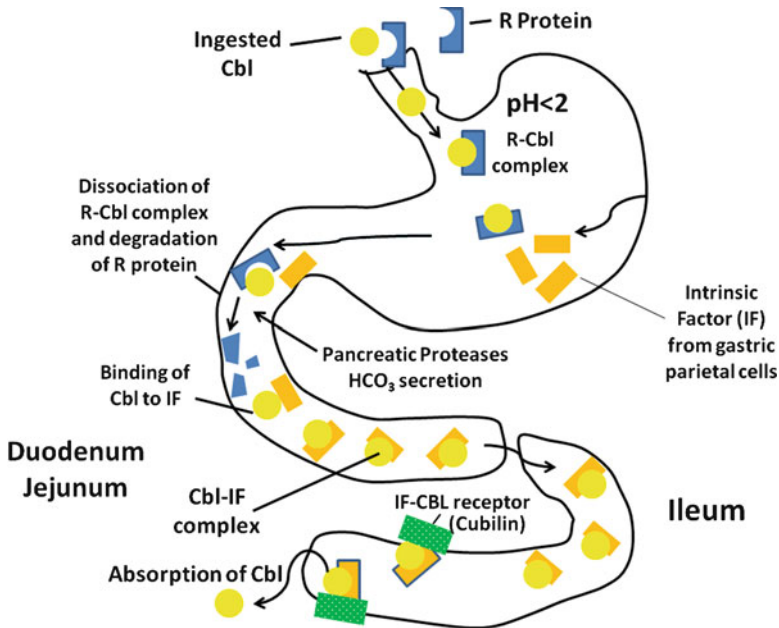 Ingested
Cbl
R Protein
pH<2
R-Cbl
complex
Dissociation of
R-Cbl complex
and degradation
of R protein
Intrinsic
Factor (IF)
from gastric
parietal cells
Pancreatic Proteases
HCO₃ secretion
Binding of
Cbl to IF
Duodenum
Jejunum
Cbl-IF
complex
IF-CBL receptor
(Cubilin)
Ileum
Absorption of Cbl